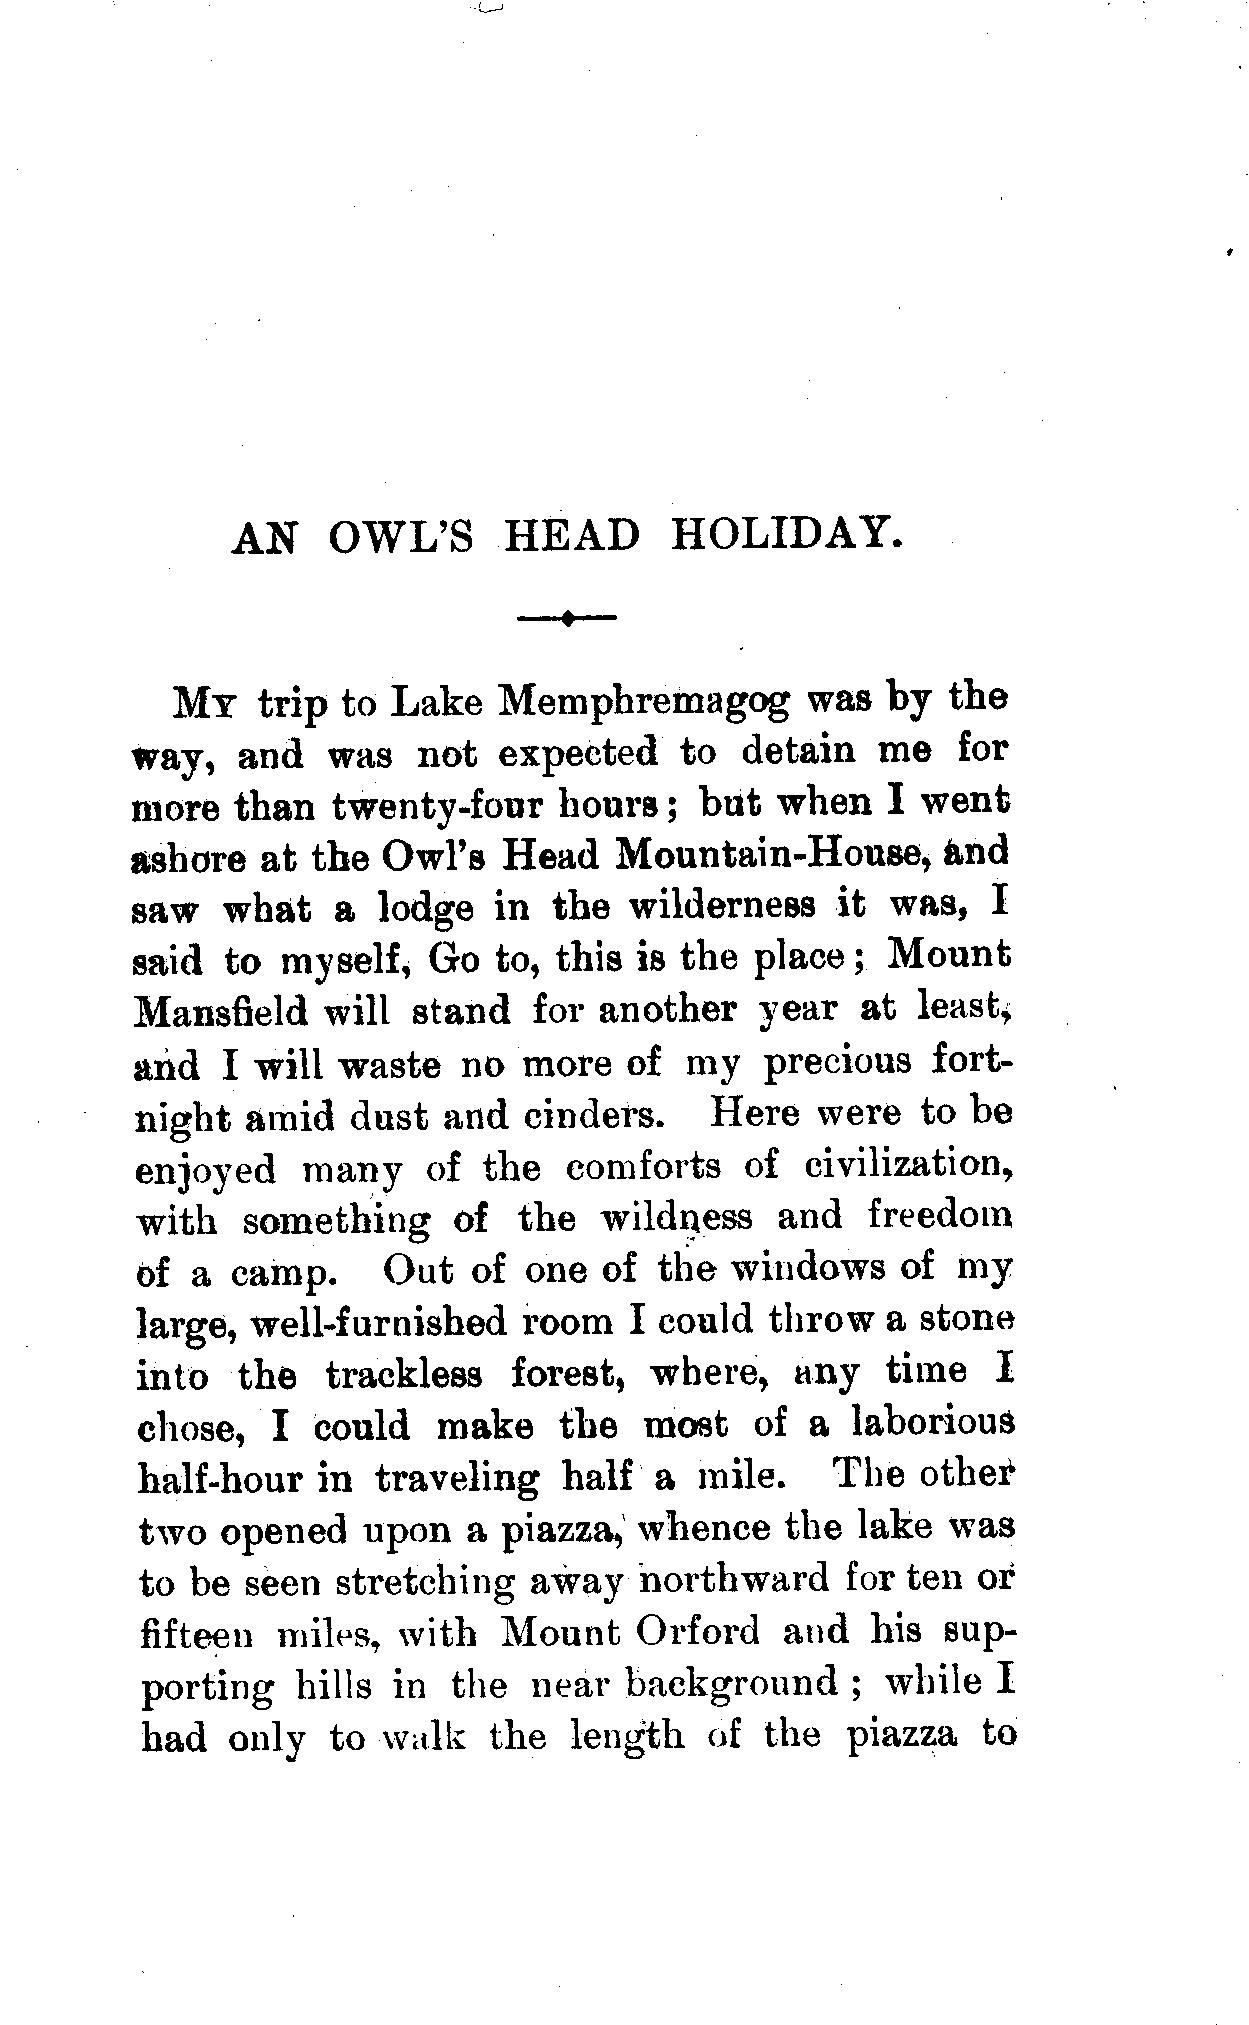 AN OWL'S HEAD HOLIDAY.
My trip to Lake Memphremagog was by the
way, and was not expected to detain me for
more than twenty-four hours; but when I went
ashore at the Owl's Head Mountain-House, and
saw what a lodge in the wilderness it was, I
said to myself, Go to, this is the place; Mount
Mansfield will stand for another year at least,
and I will waste no more of my precious fort-
night amid dust and cinders. Here were to be
enjoyed many of the comforts of civilization,
with something of the wildness and freedom
of a camp. Out of one of the windows of my
large, well-furnished room I could throw a stone
into the trackless forest, where, any time I
chose, I could make the most of a laborious
half-hour in traveling half a mile. The other
two opened upon a piazza, whence the lake was
to be seen stretching away northward for ten or
fifteen miles, with Mount Orford and his sup-
porting hills in the near background; while I
had only to walk the length of the piazza to